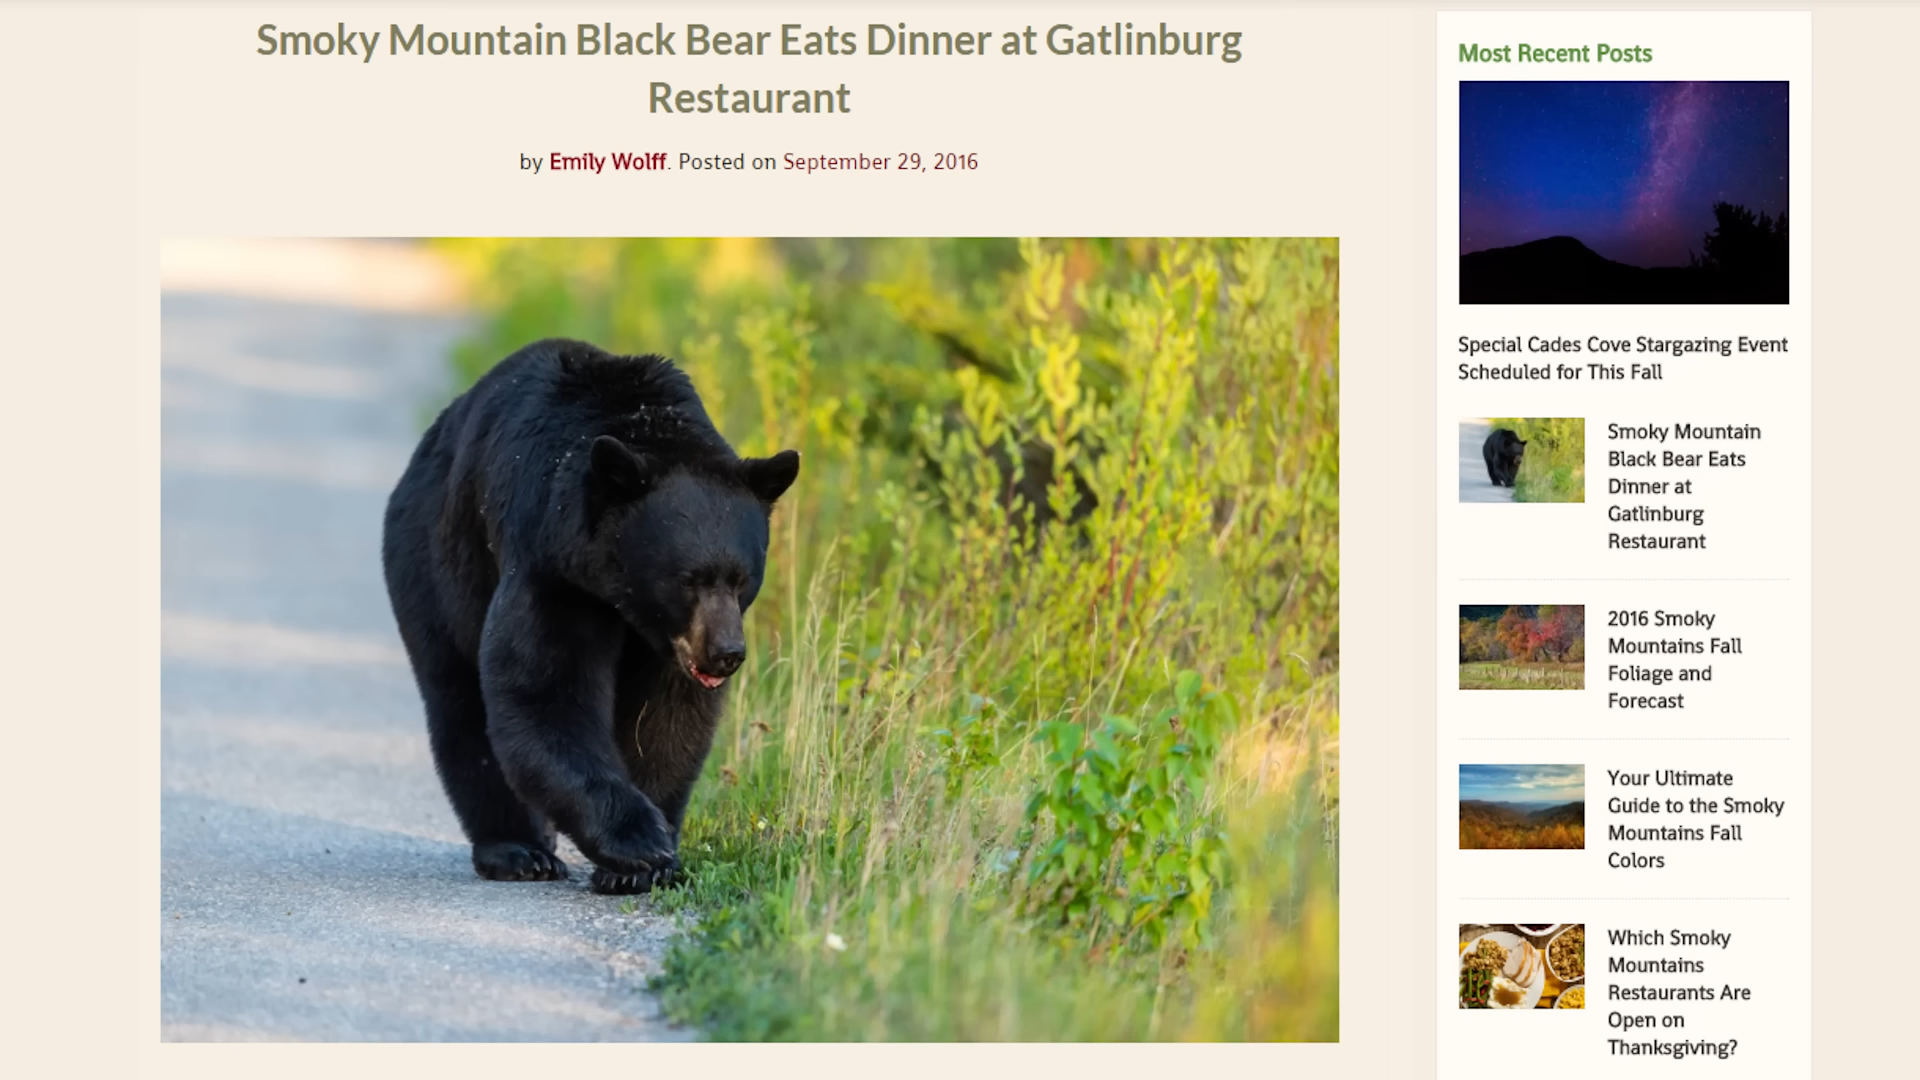 Smoky Mountain Black Bear Eats Dinner at Gatlinburg
Restaurant
by Emily Wolff. Posted on September 29, 2016
Most Recent Posts
Special Cades Cove Stargazing Event
Scheduled for This Fall
Smoky Mountain
Black Bear Eats
Dinner at
Gatlinburg
Restaurant
2016 Smoky
Mountains Fall
Foliage and
Forecast
Your Ultimate
Guide to the Smoky
Mountains Fall
Colors
Which Smoky
Mountains
Restaurants Are
Open on
Thanksgiving?